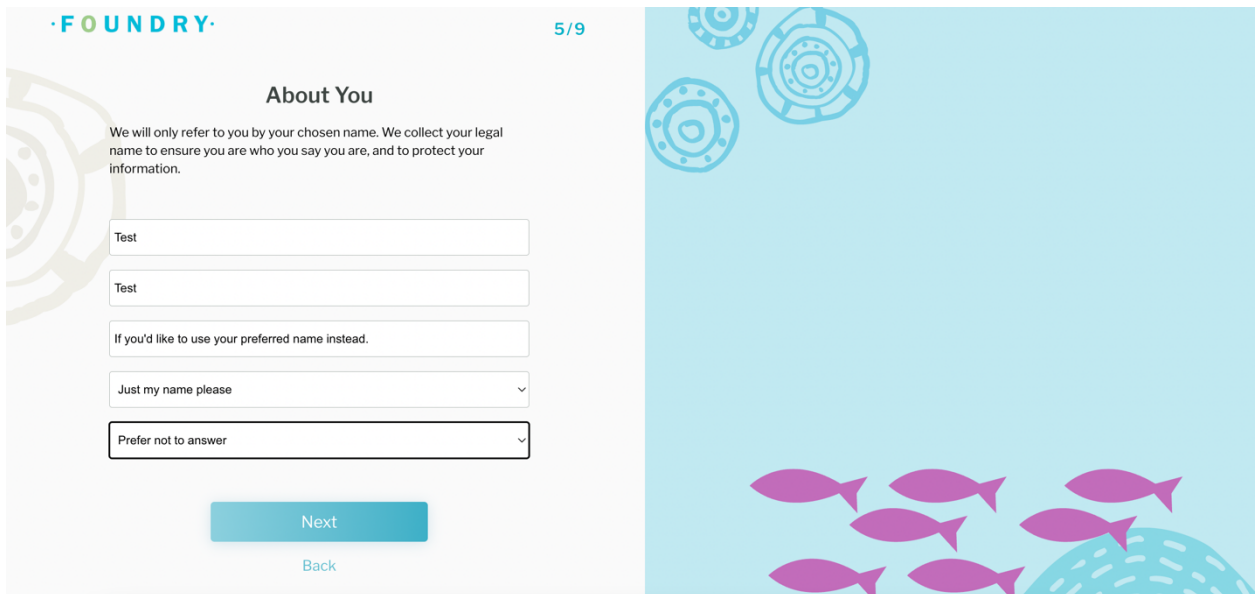 ·FOUNDRY·
5/9
About You
We will only refer to you by your chosen name. We collect your legal
name to ensure you are who you say you are, and to protect your
information.
Test
Test
If you'd like to use your preferred name instead.
Just my name please
Prefer not to answer
Next
Back